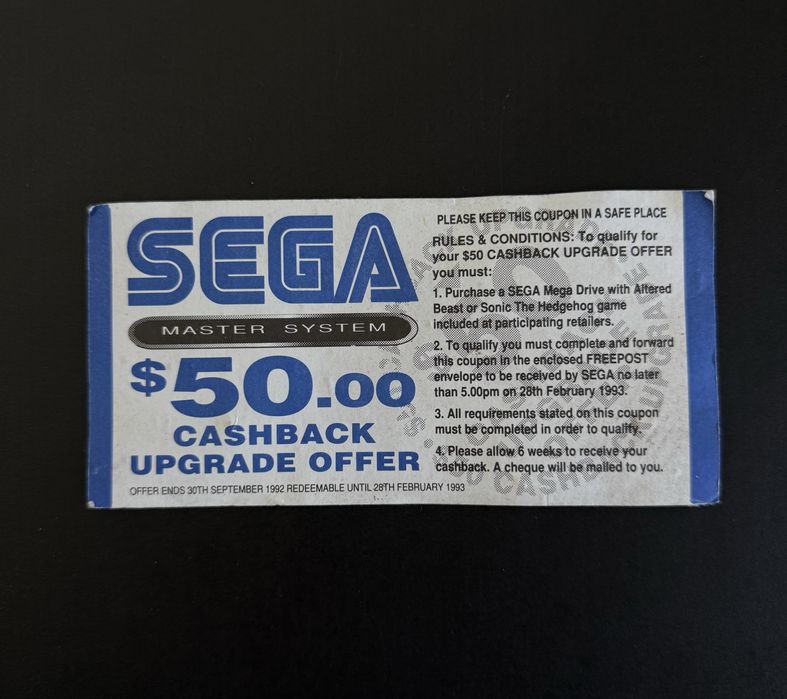 SEGA
MASTER SYSTEM
$50.00
CASHBACK
UPGRADE OFFER
OFFER ENDS 30TH SEPTEMBER 1992 REDEEMABLE UNTIL 28TH FEBRUARY 1993
PLEASE KEEP THIS COUPON IN A SAFE PLACE
RULES & CONDITIONS: To qualify for
your $50 CASHBACK UPGRADE OFFER
you must:
1. Purchase a SEGA Mega Drive with Altered
Beast or Sonic The Hedgehog game
included at participating retailers.
2. To qualify you must complete and forward
this coupon in the enclosed FREEPOST
envelope to be received by SEGA no later
than 5.00pm on 28th February 1993.
3. All requirements stated on this coupon
must be completed in order to qualify.
4. Please allow 6 weeks to receive your
cashback. A cheque will be mailed to you.